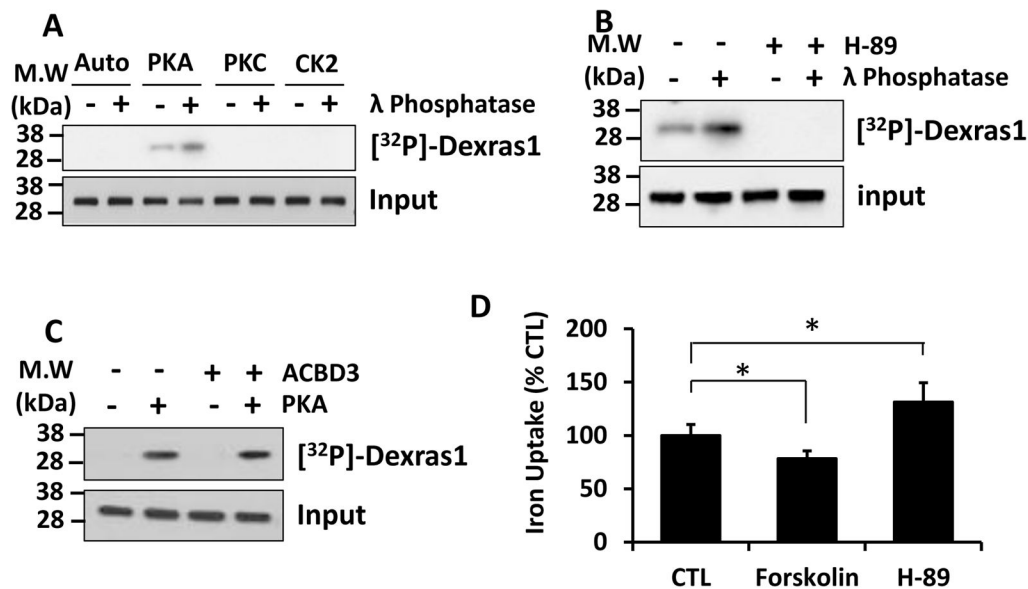 A
Auto PKA PKC CK2
M.W
(kDa) - + - + - + - + λ Phosphatase
38
28
[³²P]-Dexras1
38
28
Input
B
M.W - - + + H-89
(kDa) - + + λ Phosphatase
38
28
[³²P]-Dexras1
38
28
input
C
M.W - - + + ACBD3
(kDa) - + - + PKA
38
28
[³²P]-Dexras1
38
28
Input
D
Iron Uptake (% CTL)
200
150
100
50
0
*
*
CTL Forskolin H-89